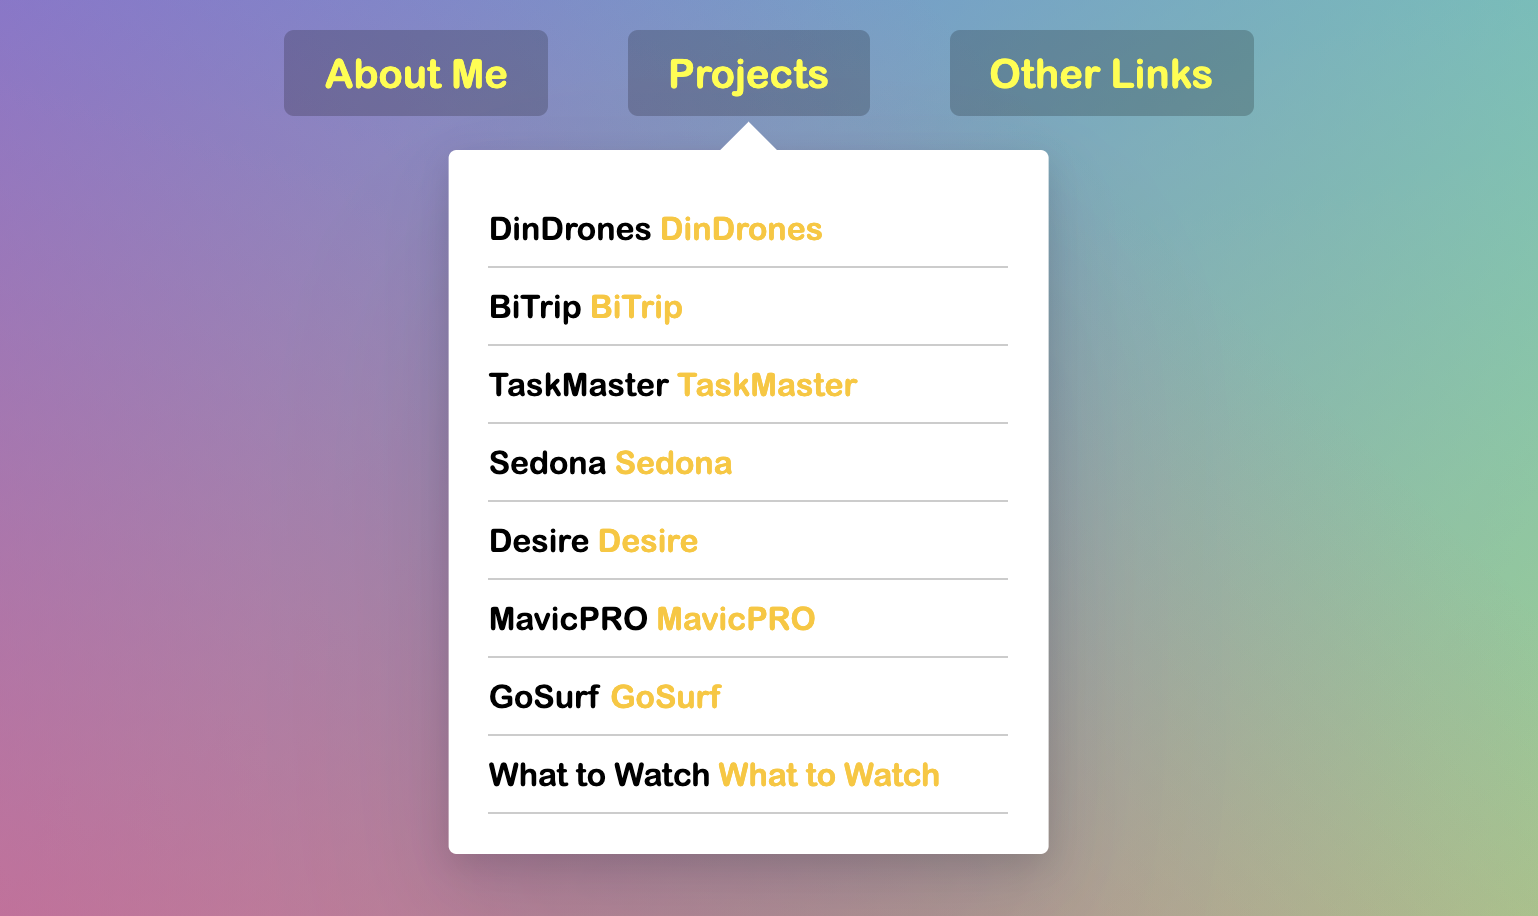 About Me Projects Other Links
DinDrones DinDrones
BiTrip BiTrip
TaskMaster TaskMaster
Sedona Sedona
Desire Desire
MavicPRO MavicPRO
GoSurf GoSurf
What to Watch What to Watch